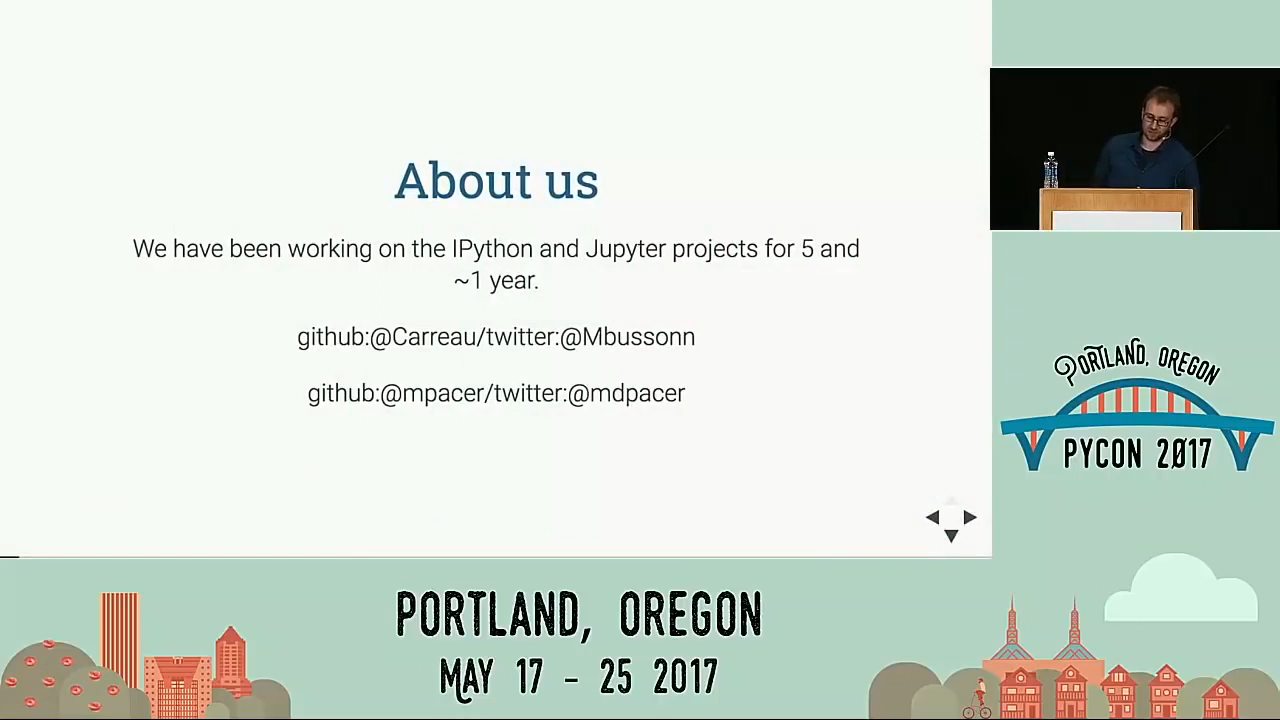 About us
We have been working on the IPython and Jupyter projects for 5 and
~1 year.
github:@Carreau/twitter:@Mbussonn
github:@mpacer/twitter:@mdpacer
PORTLAND, OREGON
PYCON 2017
PORTLAND, OREGON
MAY 17 - 25 2017